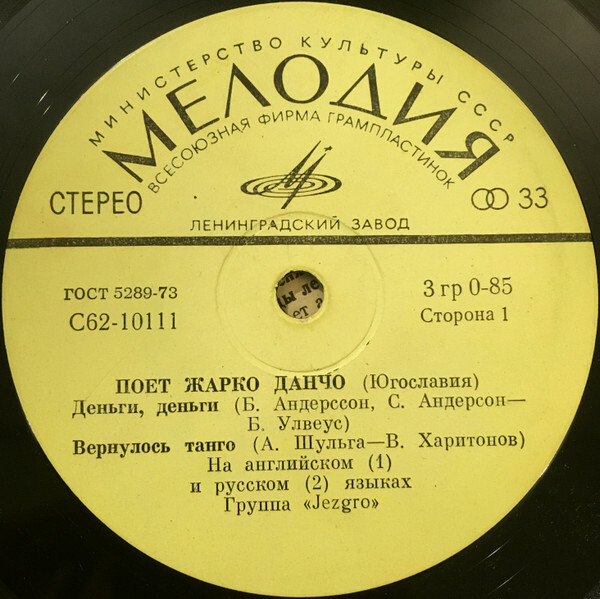 МИНИСТЕРСТВО КУЛЬТУРЫ СССР
МЕЛОДИЯ
ВСЕСОЮЗНАЯ ФИРМА ГРАМПЛАСТИНОК
СТЕРЕО
33
ЛЕНИНГРАДСКИЙ ЗАВОД
ГОСТ 5289-73
3 гр 0-85
С62-10111
Сторона 1
ПОЕТ ЖАРКО ДАНЧО (Югославия)
Деньги, деньги (Б. Андерссон, С. Андерсон—
Б. Улвеус)
Вернулось танго (А. Шульга—В. Харитонов)
На английском (1)
и русском (2) языках
Группа «Jezgro»